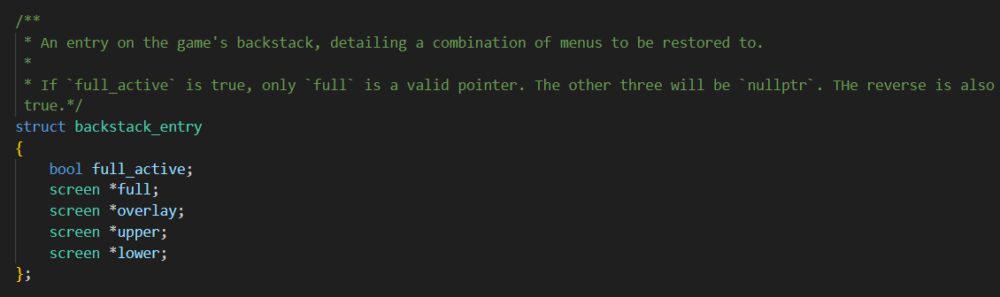 /**
 * An entry on the game's backstack, detailing a combination of menus to be restored to.
 *
 * If `full_active` is true, only `full` is a valid pointer. The other three will be `nullptr`. THe reverse is also
 true.*/
struct backstack_entry
{
    bool full_active;
    screen *full;
    screen *overlay;
    screen *upper;
    screen *lower;
};